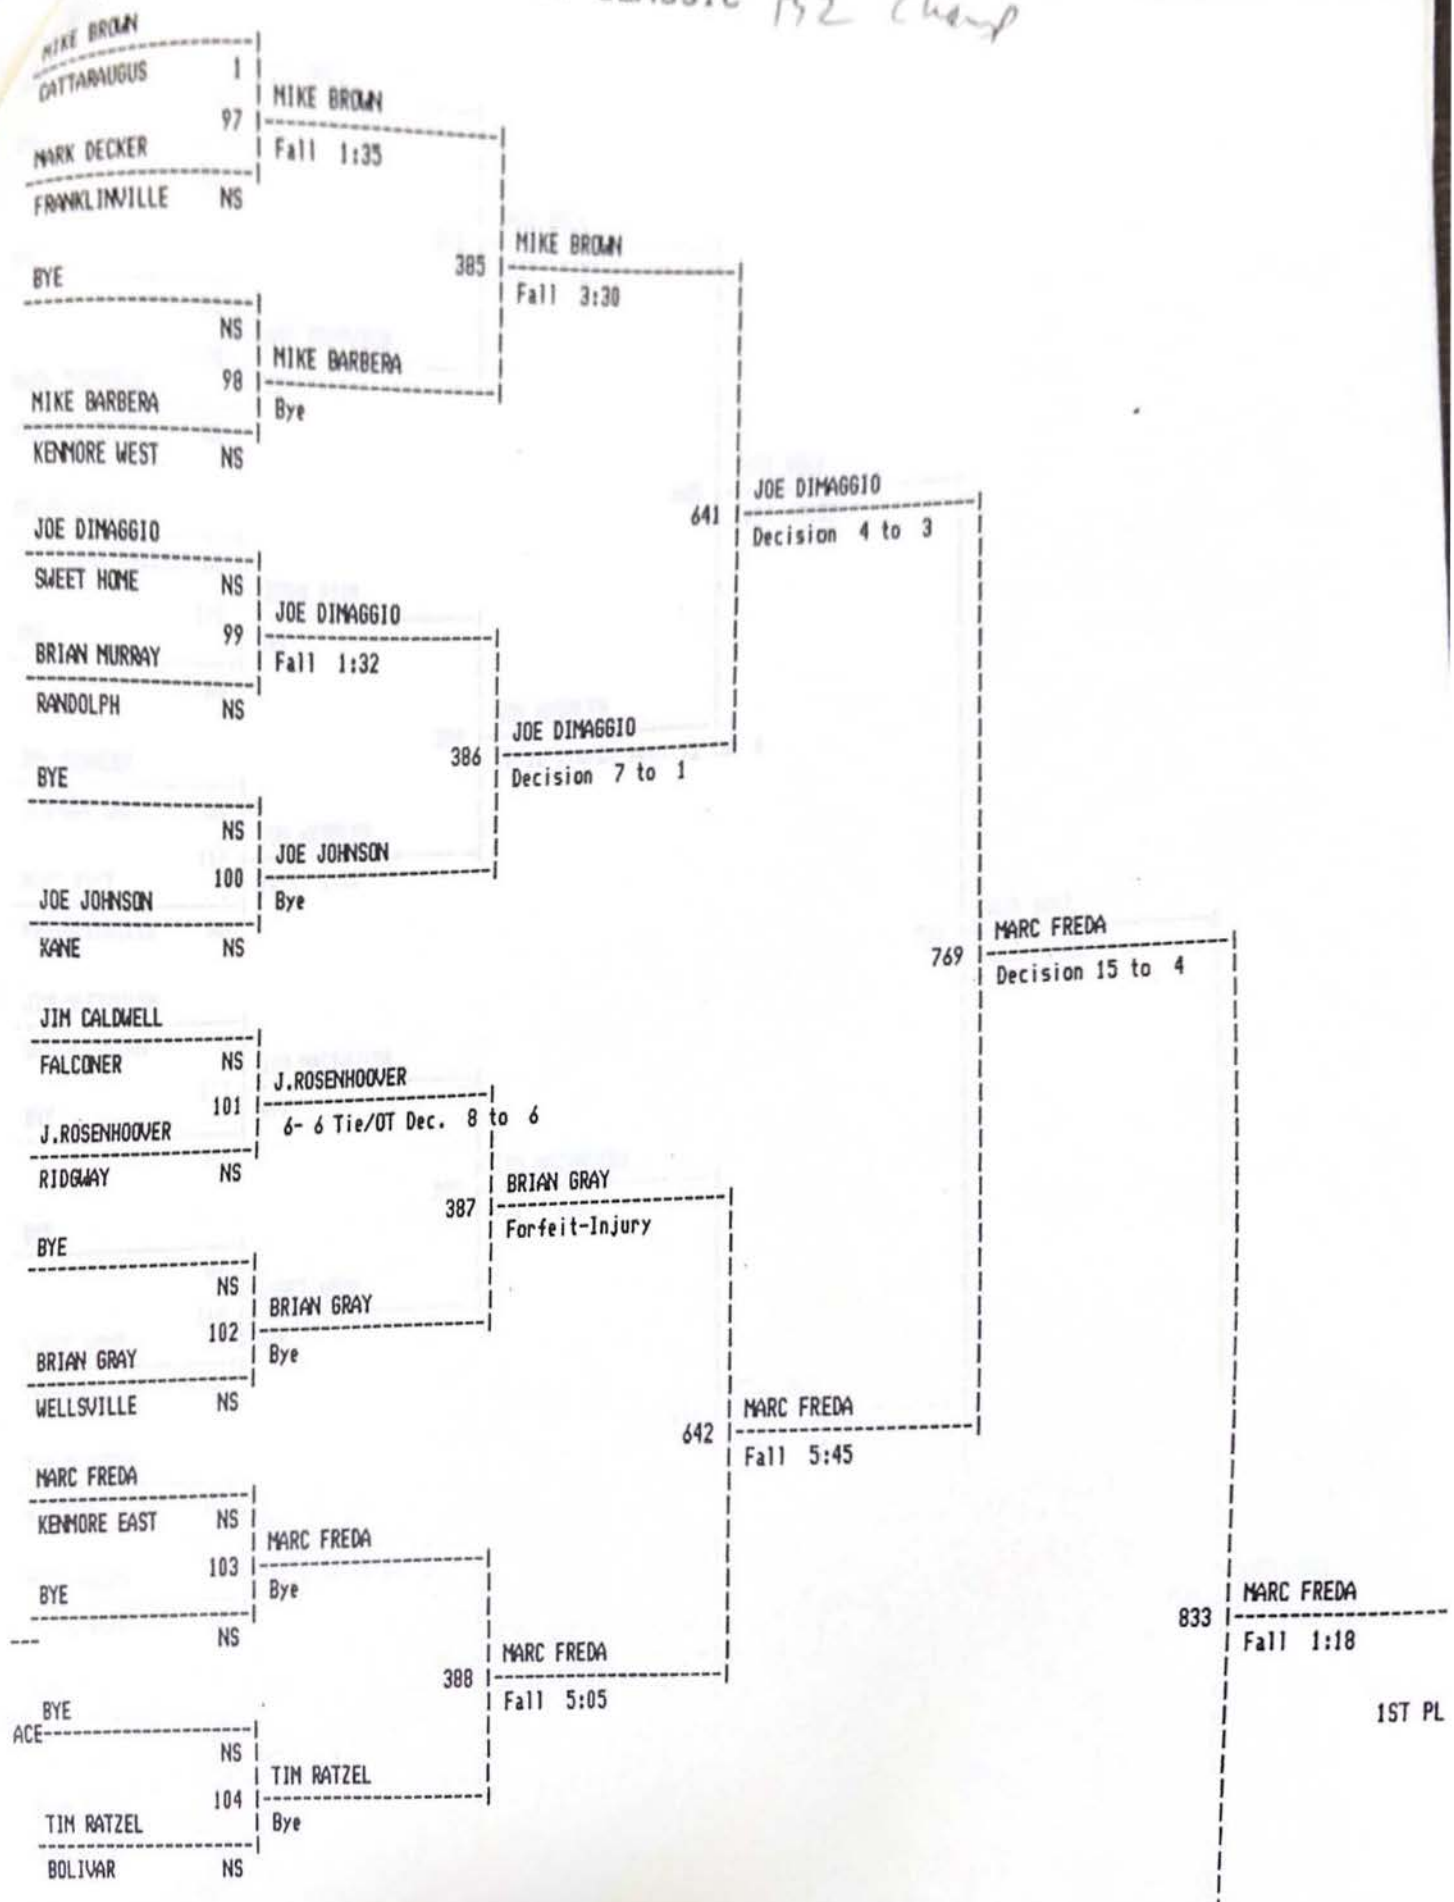 CLASSIC 132 Champ
MIKE BROWN
CATTARAUGUS 1
MIKE BROWN
97
Fall 1:35
MARK DECKER
FRANKLINVILLE NS
MIKE BROWN
385
Fall 3:30
BYE
NS
MIKE BARBERA
98
Bye
MIKE BARBERA
KENMORE WEST NS
JOE DIMAGGIO
641
Decision 4 to 3
JOE DIMAGGIO
SWEET HOME NS
JOE DIMAGGIO
99
Fall 1:32
BRIAN MURRAY
RANDOLPH NS
JOE DIMAGGIO
386
Decision 7 to 1
BYE
NS
JOE JOHNSON
100
Bye
JOE JOHNSON
KANE NS
MARC FREDA
769
Decision 15 to 4
JIM CALDWELL
FALCONER NS
J.ROSENHOOVER
101
6- 6 Tie/OT Dec. 8 to 6
J.ROSENHOOVER
RIDGWAY NS
BRIAN GRAY
387
Forfeit-Injury
BYE
NS
BRIAN GRAY
102
Bye
BRIAN GRAY
WELLSVILLE NS
MARC FREDA
642
Fall 5:45
MARC FREDA
KENMORE EAST NS
MARC FREDA
103
Bye
BYE
--- NS
MARC FREDA
833
Fall 1:18
MARC FREDA
388
Fall 5:05
1ST PL
BYE
ACE
NS
TIM RATZEL
104
Bye
TIM RATZEL
BOLIVAR NS